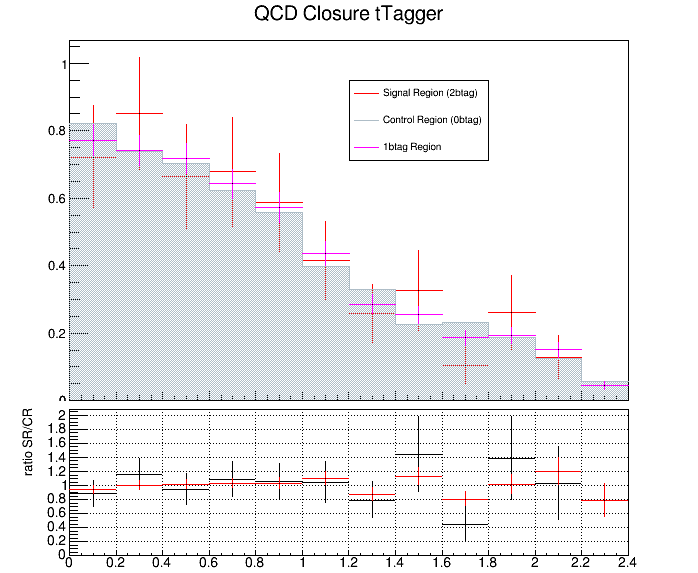 QCD Closure tTagger
1
0.8
0.6
0.4
0.2
0
Signal Region (2btag)
Control Region (0btag)
1btag Region
ratio SR/CR
2
1.8
1.6
1.4
1.2
1
0.8
0.6
0.4
0.2
0
0 0.2 0.4 0.6 0.8 1 1.2 1.4 1.6 1.8 2 2.2 2.4